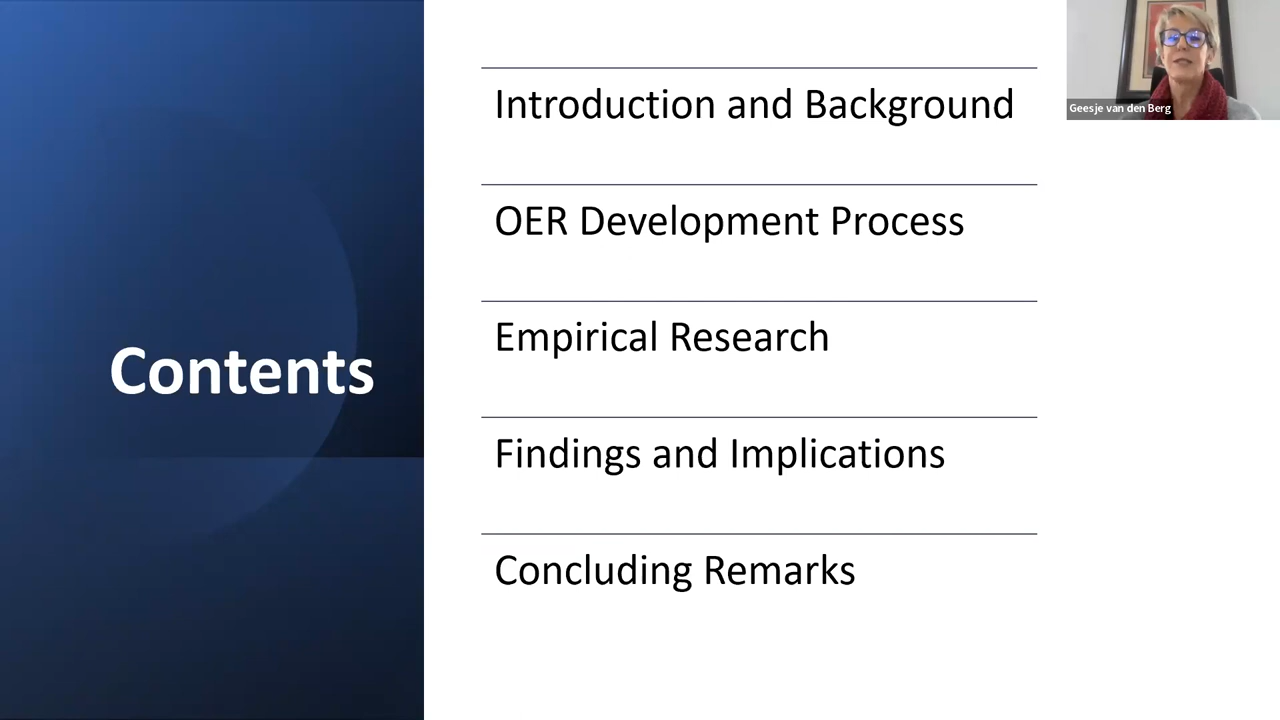 Contents
Introduction and Background
OER Development Process
Empirical Research
Findings and Implications
Concluding Remarks
Geesje van den Berg